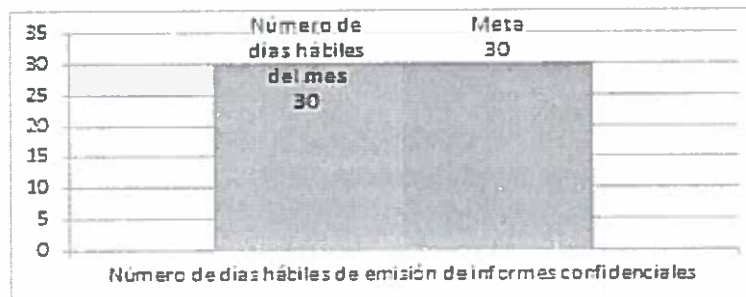 35
30
25
20
15
10
5
0
Número de
días hábiles
del mes
30
Meta
30
Número de días hábiles de emisión de informes confidenciales